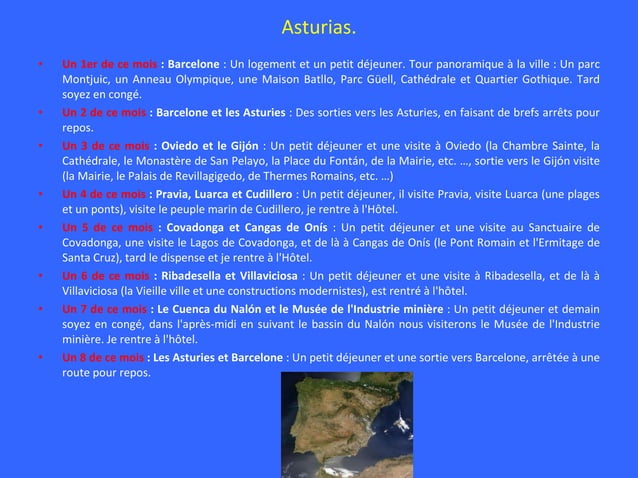 Asturias.
• Un 1er de ce mois : Barcelone : Un logement et un petit déjeuner. Tour panoramique à la ville : Un parc
Montjuic, un Anneau Olympique, une Maison Batllo, Parc Güell, Cathédrale et Quartier Gothique. Tard
soyez en congé.
• Un 2 de ce mois : Barcelone et les Asturies : Des sorties vers les Asturies, en faisant de brefs arrêts pour
repos.
• Un 3 de ce mois : Oviedo et le Gijón : Un petit déjeuner et une visite à Oviedo (la Chambre Sainte, la
Cathédrale, le Monastère de San Pelayo, la Place du Fontán, de la Mairie, etc. …, sortie vers le Gijón visite
(la Mairie, le Palais de Revillagigedo, de Thermes Romains, etc. …)
• Un 4 de ce mois : Pravia, Luarca et Cudillero : Un petit déjeuner, il visite Pravia, visite Luarca (une plages
et un ponts), visite le peuple marin de Cudillero, je rentre à l'Hôtel.
• Un 5 de ce mois : Covadonga et Cangas de Onís : Un petit déjeuner et une visite au Sanctuaire de
Covadonga, une visite le Lagos de Covadonga, et de là à Cangas de Onís (le Pont Romain et l'Ermitage de
Santa Cruz), tard le dispense et je rentre à l'Hôtel.
• Un 6 de ce mois : Ribadesella et Villaviciosa : Un petit déjeuner et une visite à Ribadesella, et de là à
Villaviciosa (la Vieille ville et une constructions modernistes), est rentré à l'hôtel.
• Un 7 de ce mois : Le Cuenca du Nalón et le Musée de l'Industrie minière : Un petit déjeuner et demain
soyez en congé, dans l'après-midi en suivant le bassin du Nalón nous visiterons le Musée de l'Industrie
minière. Je rentre à l'hôtel.
• Un 8 de ce mois : Les Asturies et Barcelone : Un petit déjeuner et une sortie vers Barcelone, arrêtée à une
route pour repos.